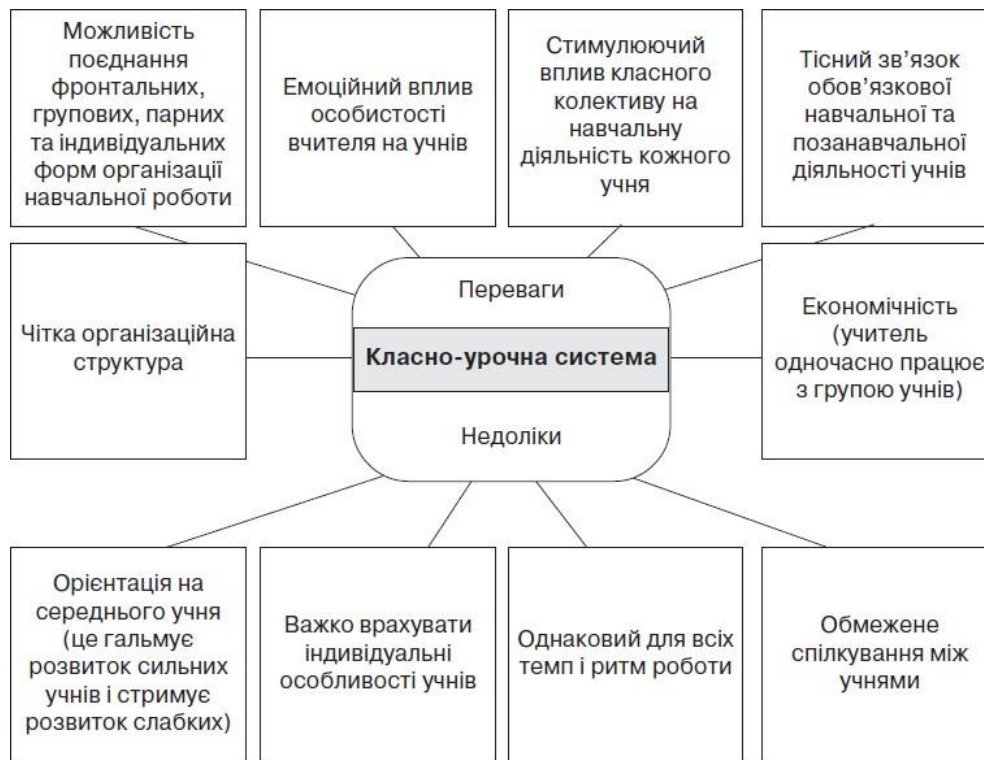 Можливість
поєднання
фронтальних,
групових, парних
та індивідуальних
форм організації
навчальної роботи
Емоційний вплив
особистості
вчителя на учнів
Стимулюючий
вплив класного
колективу на
навчальну
діяльність кожного
учня
Тісний зв’язок
обов’язкової
навчальної та
позанавчальної
діяльності учнів
Чітка організаційна
структура
Переваги
Класно-урочна система
Недоліки
Економічність
(учитель
одночасно працює
з групою учнів)
Орієнтація на
середнього учня
(це гальмує
розвиток сильних
учнів і стримує
розвиток слабких)
Важко врахувати
індивідуальні
особливості учнів
Однаковий для всіх
темп і ритм роботи
Обмежене
спілкування між
учнями